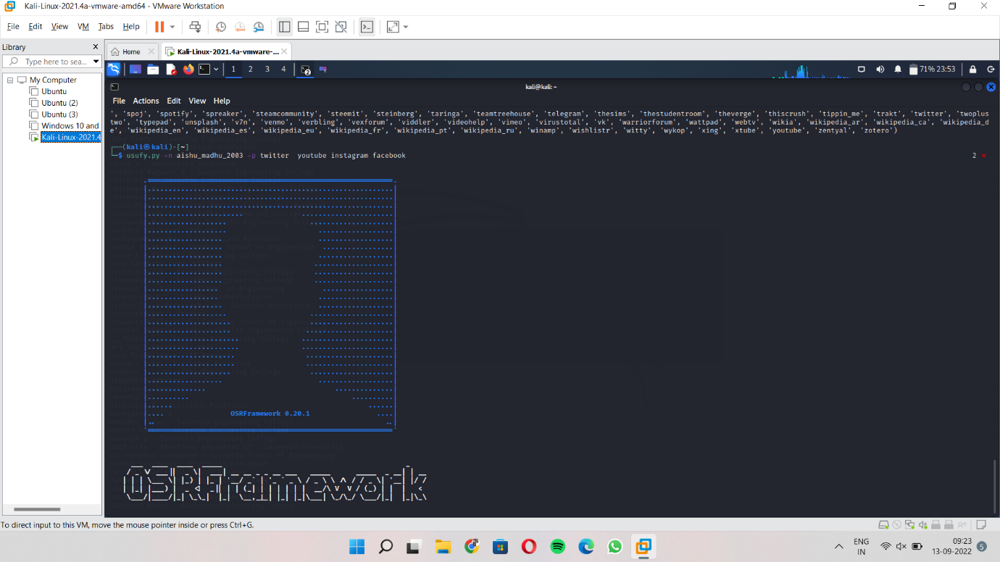 Kali-Linux-2021.4a-vmware-amd64 - VMware Workstation
File Edit View VM Tabs Help
Library
Type here to sea...
My Computer
Ubuntu
Ubuntu (2)
Ubuntu (3)
Windows 10 and
Kali-Linux-2021.4
Home
Kali-Linux-2021.4a-vmware-...
1 2 3 4
2
71% 23:53
kali@kali: ~
File Actions Edit View Help
', 'spoj', 'spotify', 'spreaker', 'steamcommunity', 'steemit', 'steinberg', 'taringa', 'teamtreehouse', 'telegram', 'thesims', 'thestudentroom', 'theverge', 'thiscrush', 'tippin_me', 'trakt', 'twitter', 'twoplus
two', 'typepad', 'unsplash', 'v7n', 'venmo', 'verbling', 'vexforum', 'viddler', 'videohelp', 'vimeo', 'virustotal', 'vk', 'warriorforum', 'wattpad', 'webtv', 'wikia', 'wikipedia_ar', 'wikipedia_ca', 'wikipedia_d
e', 'wikipedia_en', 'wikipedia_es', 'wikipedia_eu', 'wikipedia_fr', 'wikipedia_pt', 'wikipedia_ru', 'winamp', 'wishlistr', 'witty', 'wykop', 'xing', 'xtube', 'youtube', 'zentyal', 'zotero')
(kali㉿kali)-[~]
$ usufy.py -n aishu_madhu_2003 -p twitter  youtube instagram facebook
2 ×
OSRFramework 0.20.1
OSRFramework
To direct input to this VM, move the mouse pointer inside or press Ctrl+G.
ENG
IN
09:23
13-09-2022
5